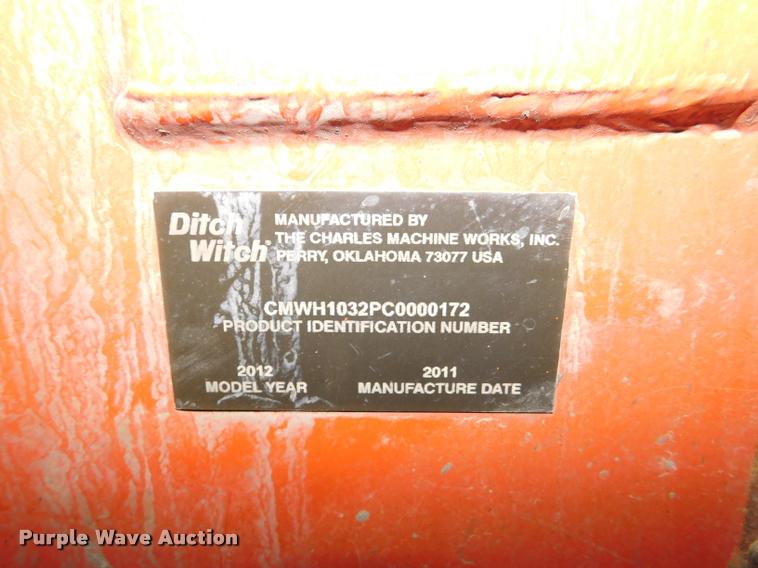 Ditch Witch®
MANUFACTURED BY
THE CHARLES MACHINE WORKS, INC.
PERRY, OKLAHOMA 73077 USA
CMWH1032PC0000172
PRODUCT IDENTIFICATION NUMBER
2012
MODEL YEAR
2011
MANUFACTURE DATE
Purple Wave Auction